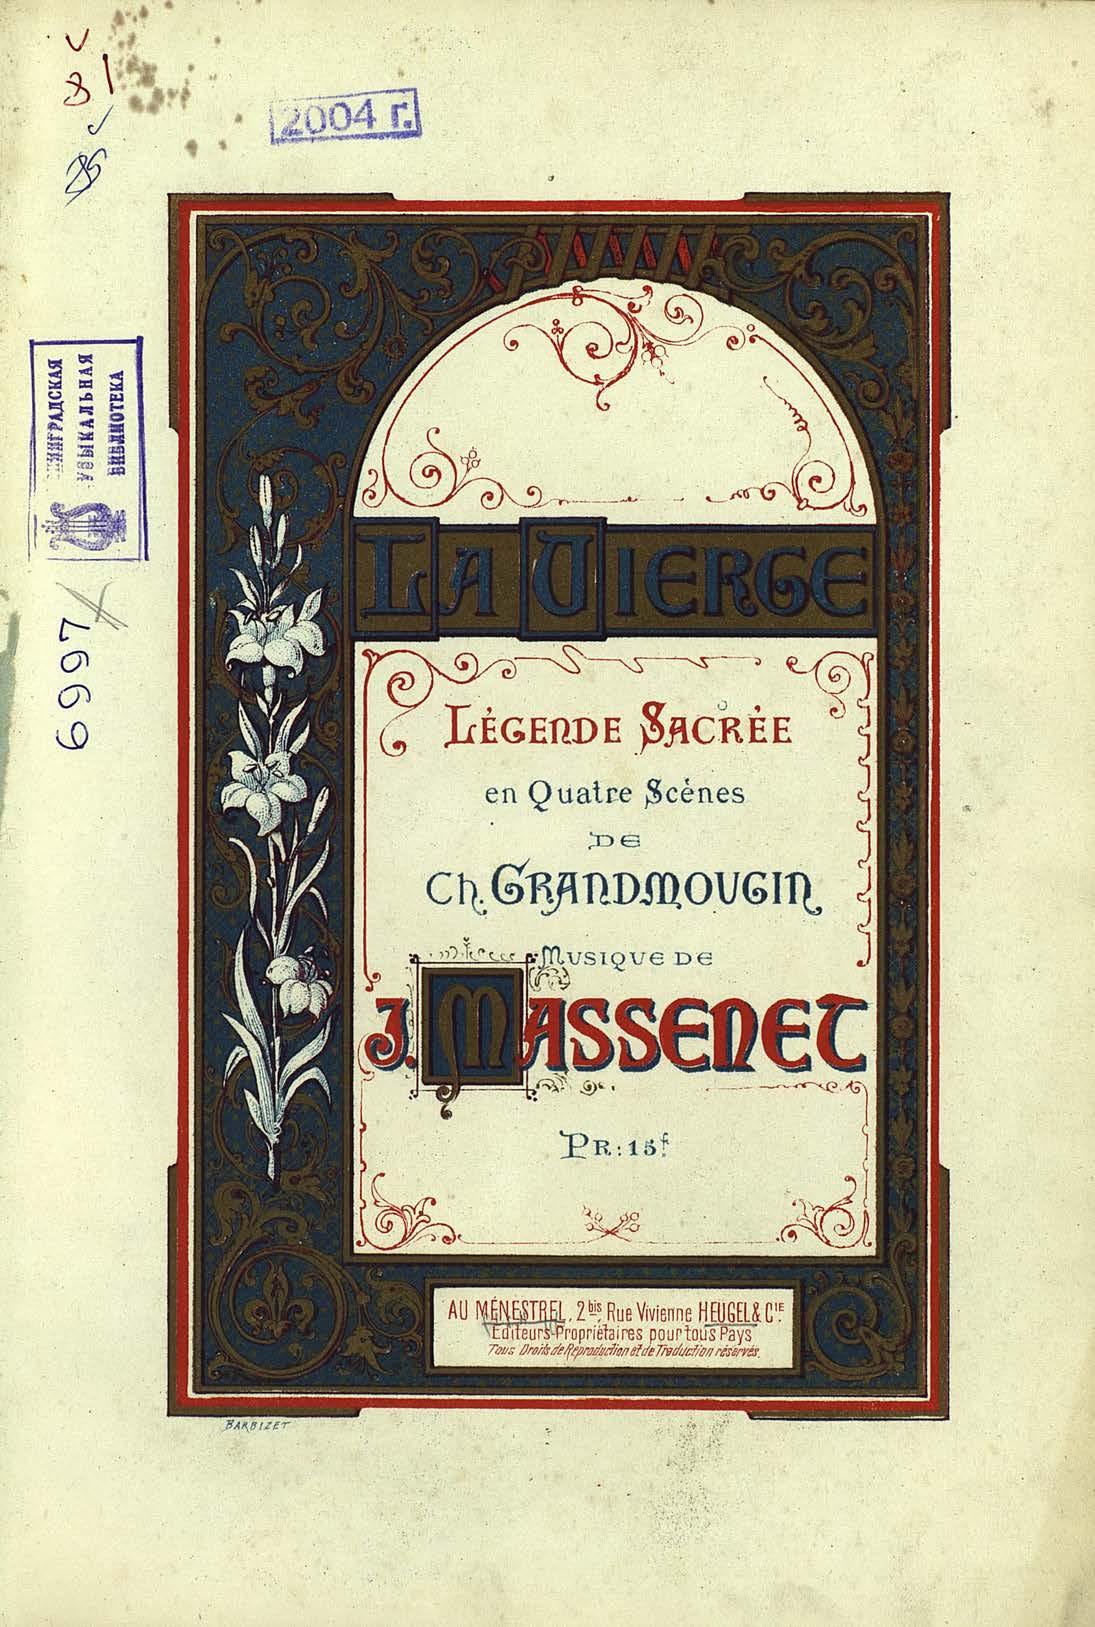 81
2004 г.
МУЗЫКАЛЬНАЯ
БИБЛИОТЕКА
6997
LA VIERGE
LÉGENDE SACRÉE
en Quatre Scènes
DE
Ch. GRANDMOUGIN
MUSIQUE DE
J. MASSENET
PR: 15f.
AU MÉNESTREL, 2bis, Rue Vivienne HEUGEL & CIE.
Éditeurs-Propriétaires pour tous Pays
Tous Droits de Reproduction et de Traduction réservés.
BARBIZET